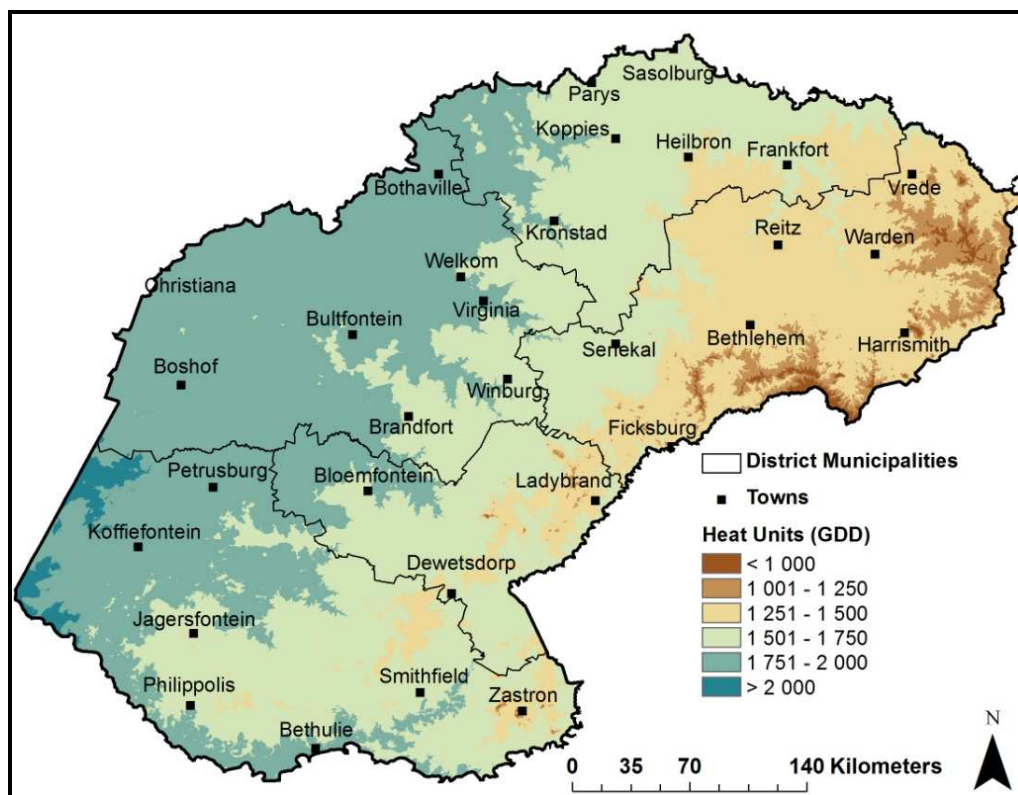 Sasolburg
Parys
Koppies
Heilbron
Frankfort
Bothaville
Vrede
Kronstad
Reitz
Warden
Welkom
Christiana
Virginia
Bultfontein
Bethlehem
Harrismith
Senekal
Boshof
Winburg
Brandfort
Ficksburg
Petrusburg
Bloemfontein
Ladybrand
Koffiefontein
Dewetsdorp
Jagersfontein
Philippolis
Smithfield
Zastron
Bethulie
District Municipalities
Towns
Heat Units (GDD)
< 1 000
1 001 - 1 250
1 251 - 1 500
1 501 - 1 750
1 751 - 2 000
> 2 000
N
0 35 70 140 Kilometers